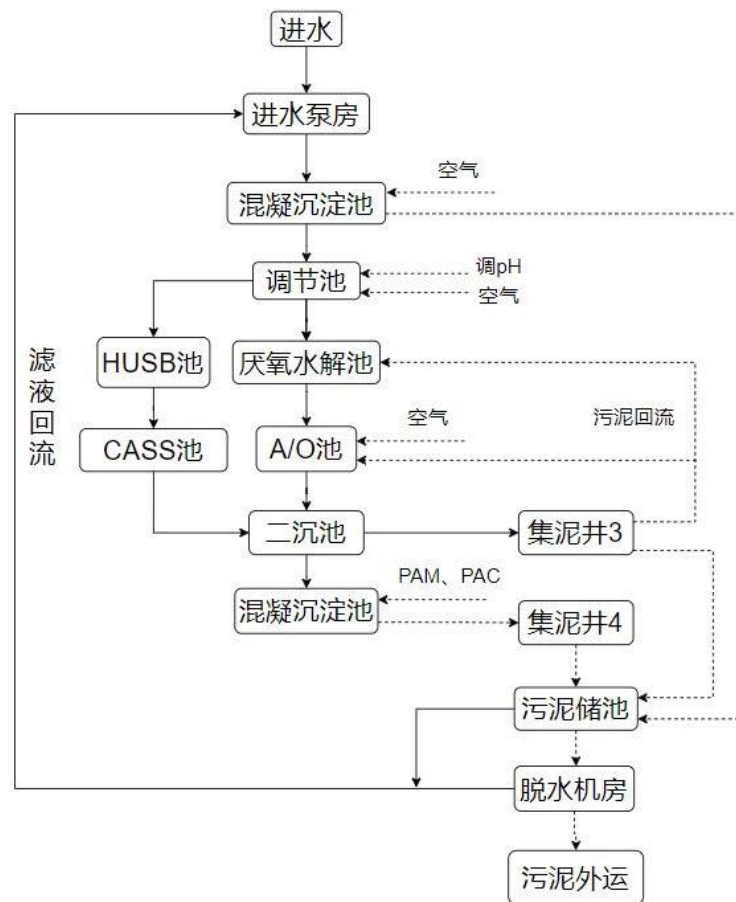 进水
进水泵房
空气
混凝沉淀池
调pH
调节池
空气
滤液回流
HUSB池
厌氧水解池
空气
污泥回流
CASS池
A/O池
二沉池
集泥井3
PAM、PAC
混凝沉淀池
集泥井4
污泥储池
脱水机房
污泥外运